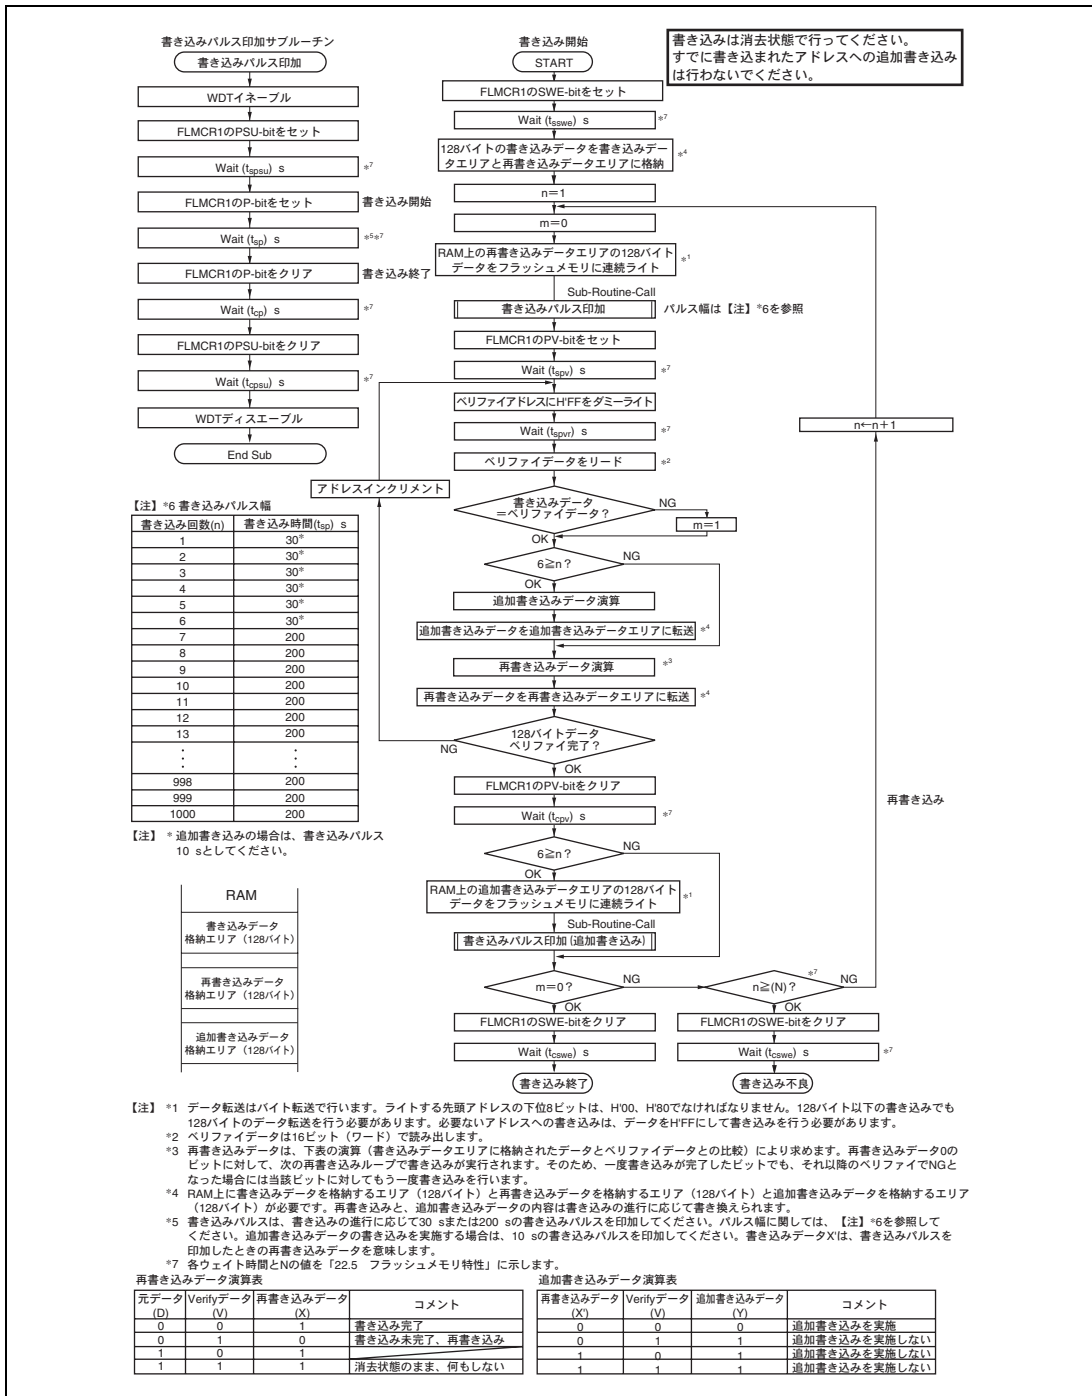 書き込みパルス印加サブルーチン
書き込みパルス印加
WDTイネーブル
FLMCR1のPSU-bitをセット
Wait (tspsu) s *7
FLMCR1のP-bitをセット 書き込み開始
Wait (tsp) s *5*7
FLMCR1のP-bitをクリア 書き込み終了
Wait (tcp) s *7
FLMCR1のPSU-bitをクリア
Wait (tcpsu) s *7
WDTディスエーブル
End Sub
書き込み開始
START
FLMCR1のSWE-bitをセット
Wait (tsswe) s *7
128バイトの書き込みデータを書き込みデー
タエリアと再書き込みデータエリアに格納 *4
n=1
m=0
RAM上の再書き込みデータエリアの128バイト
データをフラッシュメモリに連続ライト *1
Sub-Routine-Call
書き込みパルス印加 パルス幅は【注】*6を参照
FLMCR1のPV-bitをセット
Wait (tspv) s *7
ベリファイアドレスにH'FFをダミーライト
Wait (tspvr) s *7
ベリファイデータをリード *2
アドレスインクリメント
書き込みデータ
=ベリファイデータ?
NG
m=1
OK
6≧n?
NG
OK
追加書き込みデータ演算
追加書き込みデータを追加書き込みデータエリアに転送 *4
再書き込みデータ演算 *3
再書き込みデータを再書き込みデータエリアに転送 *4
128バイトデータ
ベリファイ完了?
NG
OK
FLMCR1のPV-bitをクリア
Wait (tcpv) s *7
6≧n?
NG
OK
RAM上の追加書き込みデータエリアの128バイト
データをフラッシュメモリに連続ライト *1
Sub-Routine-Call
書き込みパルス印加 (追加書き込み)
m=0?
NG
OK
FLMCR1のSWE-bitをクリア
Wait (tcswe) s
書き込み終了
n≧(N)? *7
NG
OK
FLMCR1のSWE-bitをクリア
Wait (tcswe) s *7
書き込み不良
n←n+1
再書き込み
書き込みは消去状態で行ってください。
すでに書き込まれたアドレスへの追加書き込み
は行わないでください。
【注】*6 書き込みパルス幅
書き込み回数(n) 書き込み時間(tsp) s
1 30*
2 30*
3 30*
4 30*
5 30*
6 30*
7 200
8 200
9 200
10 200
11 200
12 200
13 200
・ ・
・ ・
・ ・
998 200
999 200
1000 200
【注】 * 追加書き込みの場合は、書き込みパルス
10 sとしてください。
RAM
書き込みデータ
格納エリア(128バイト)
再書き込みデータ
格納エリア(128バイト)
追加書き込みデータ
格納エリア(128バイト)
【注】 *1 データ転送はバイト転送で行います。ライトする先頭アドレスの下位8ビットは、H'00、H'80でなければなりません。128バイト以下の書き込みでも
128バイトのデータ転送を行う必要があります。必要ないアドレスへの書き込みは、データをH'FFにして書き込みを行う必要があります。
*2 ベリファイデータは16ビット(ワード)で読み出します。
*3 再書き込みデータは、下表の演算(書き込みデータエリアに格納されたデータとベリファイデータとの比較)により求めます。再書き込みデータ0の
ビットに対して、次の再書き込みループで書き込みが実行されます。そのため、一度書き込みが完了したビットでも、それ以降のベリファイでNGと
なった場合には当該ビットに対してもう一度書き込みを行います。
*4 RAM上に書き込みデータを格納するエリア(128バイト)と再書き込みデータを格納するエリア(128バイト)と追加書き込みデータを格納するエリア
(128バイト)が必要です。再書き込みと、追加書き込みデータの内容は書き込みの進行に応じて書き換えられます。
*5 書き込みパルスは、書き込みの進行に応じて30 sまたは200 sの書き込みパルスを印加してください。パルス幅に関しては、【注】*6を参照して
ください。追加書き込みデータの書き込みを実施する場合は、10 sの書き込みパルスを印加してください。書き込みデータX'は、書き込みパルスを
印加したときの再書き込みデータを意味します。
*7 各ウェイト時間とNの値を「22.5 フラッシュメモリ特性」に示します。
再書き込みデータ演算表
元データ(D) Verifyデータ(V) 再書き込みデータ(X) コメント
0 0 1 書き込み完了
0 1 0 書き込み未完了、再書き込み
1 0 1
1 1 1 消去状態のまま、何もしない
追加書き込みデータ演算表
再書き込みデータ(X') Verifyデータ(V) 追加書き込みデータ(Y) コメント
0 0 0 追加書き込みを実施
0 1 1 追加書き込みを実施しない
1 0 1 追加書き込みを実施しない
1 1 1 追加書き込みを実施しない